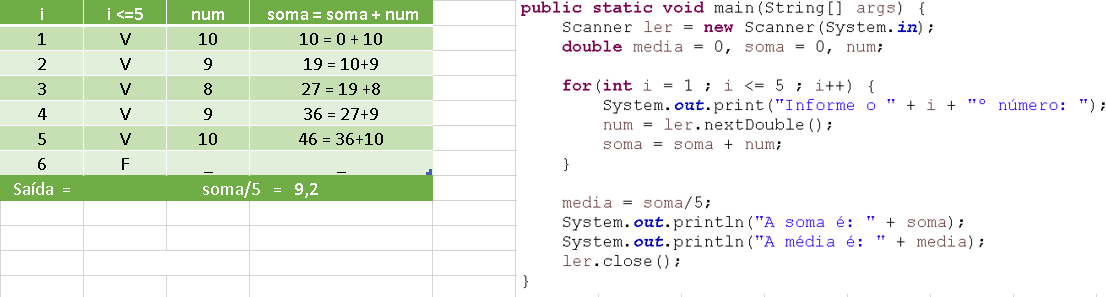 i i <=5 num soma = soma + num
1 V 10 10 = 0 + 10
2 V 9 19 = 10+9
3 V 8 27 = 19 +8
4 V 9 36 = 27+9
5 V 10 46 = 36+10
6 F _ _
Saída = soma/5 = 9,2
public static void main(String[] args) {
Scanner ler = new Scanner(System.in);
double media = 0, soma = 0, num;
for(int i = 1 ; i <= 5 ; i++) {
System.out.print("Informe o " + i + "º número: ");
num = ler.nextDouble();
soma = soma + num;
}
media = soma/5;
System.out.println("A soma é: " + soma);
System.out.println("A média é: " + media);
ler.close();
}